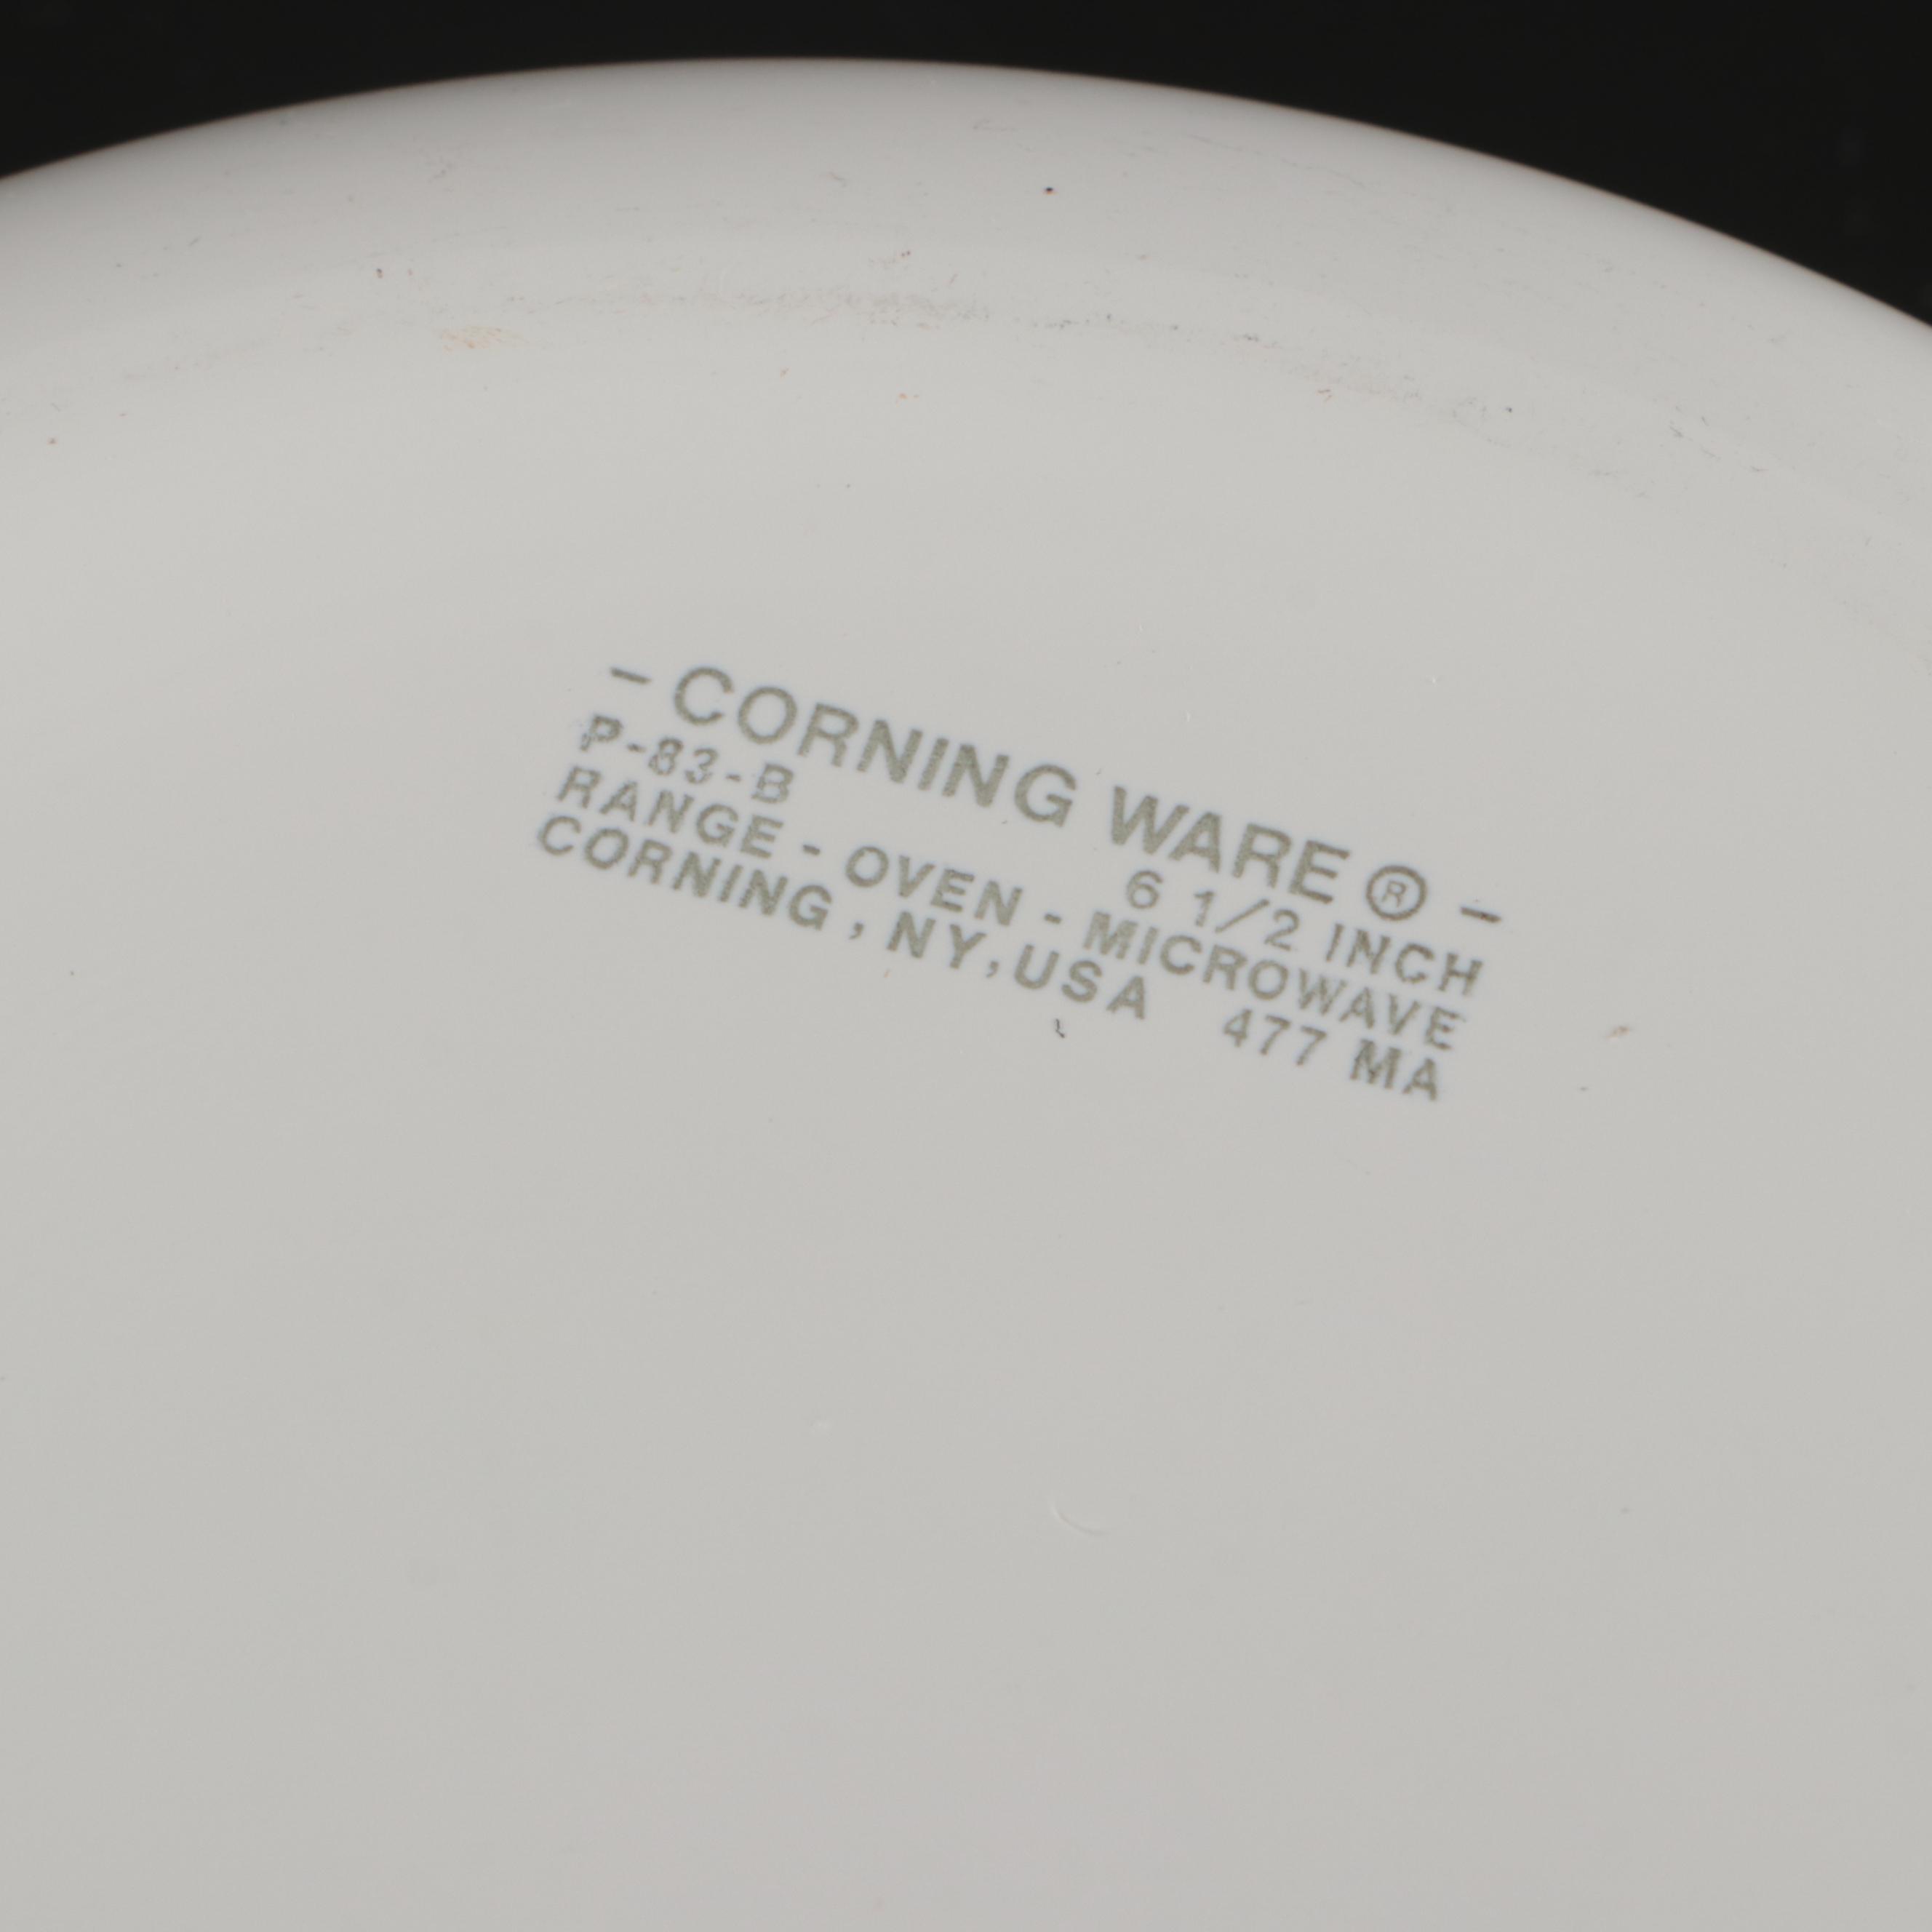 - CORNING WARE ® -
P-83-B 6 1/2 INCH
RANGE - OVEN - MICROWAVE
CORNING, NY, USA 477 MA